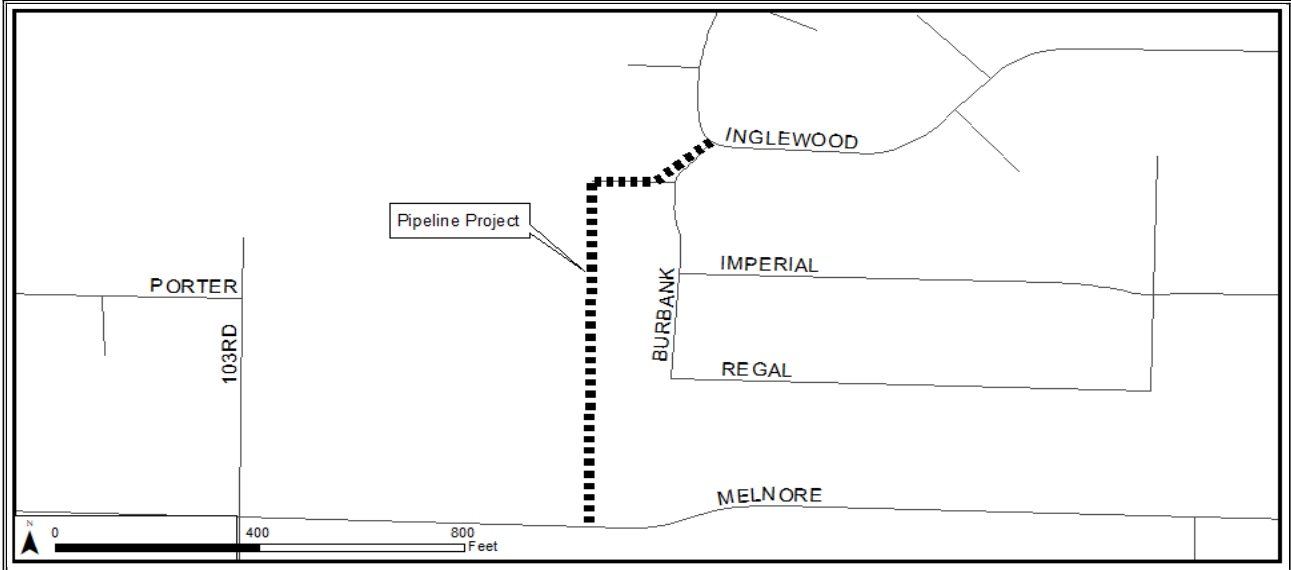 INGLEWOOD
Pipeline Project
PORTER
IMPERIAL
BURBANK
103RD
REGAL
MELNORE
N
0 400 800
Feet